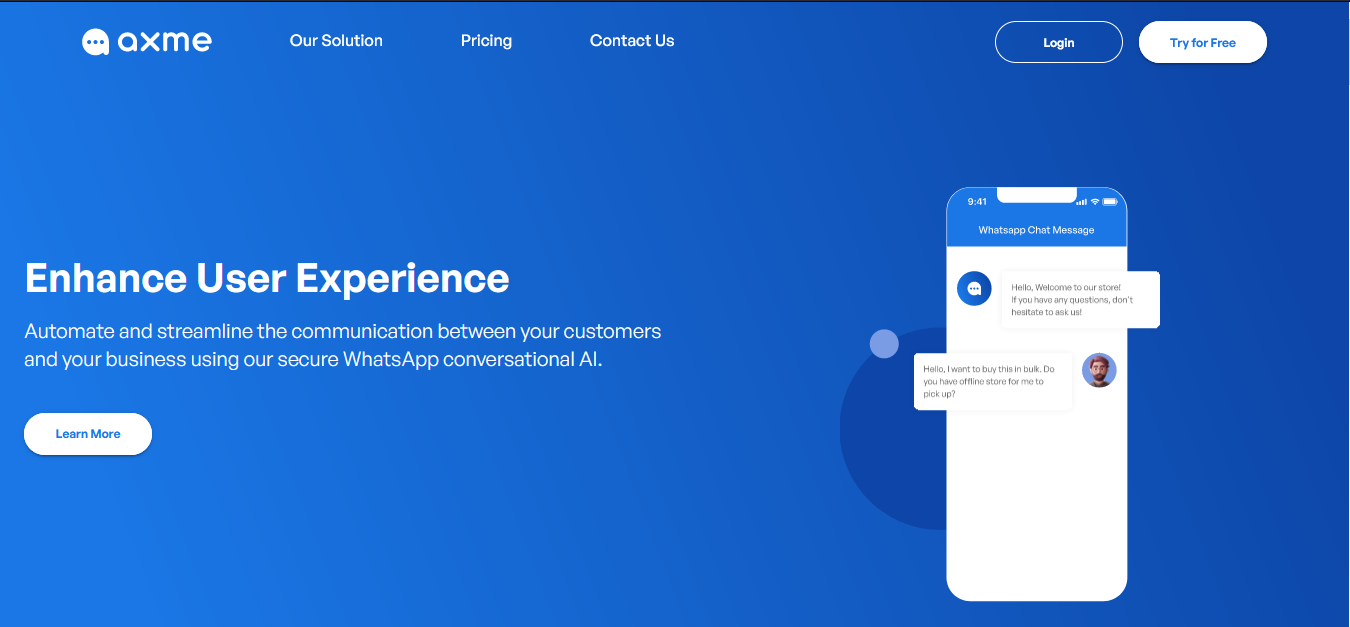 axme
Our Solution
Pricing
Contact Us
Login
Try for Free
Enhance User Experience
Automate and streamline the communication between your customers
and your business using our secure WhatsApp conversational AI.
Learn More
9:41
Whatsapp Chat Message
Hello, Welcome to our store!
If you have any questions, don't
hesitate to ask us!
Hello, I want to buy this in bulk. Do
you have offline store for me to
pick up?